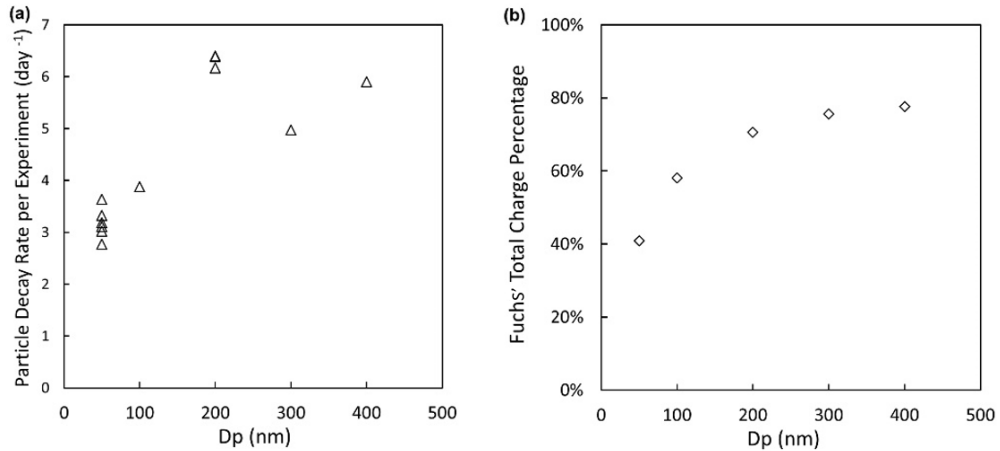 (a)
Particle Decay Rate per Experiment (day -1)
7
6
5
4
3
2
1
0
0 100 200 300 400 500
Dp (nm)
(b)
Fuchs’ Total Charge Percentage
100%
80%
60%
40%
20%
0%
0 100 200 300 400 500
Dp (nm)